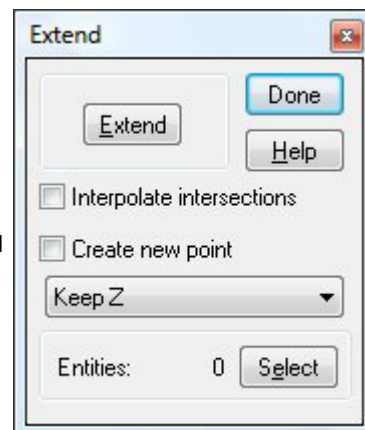 Extend
Done
Extend
Help
Interpolate intersections
Create new point
Keep Z
Entities: 0 Select